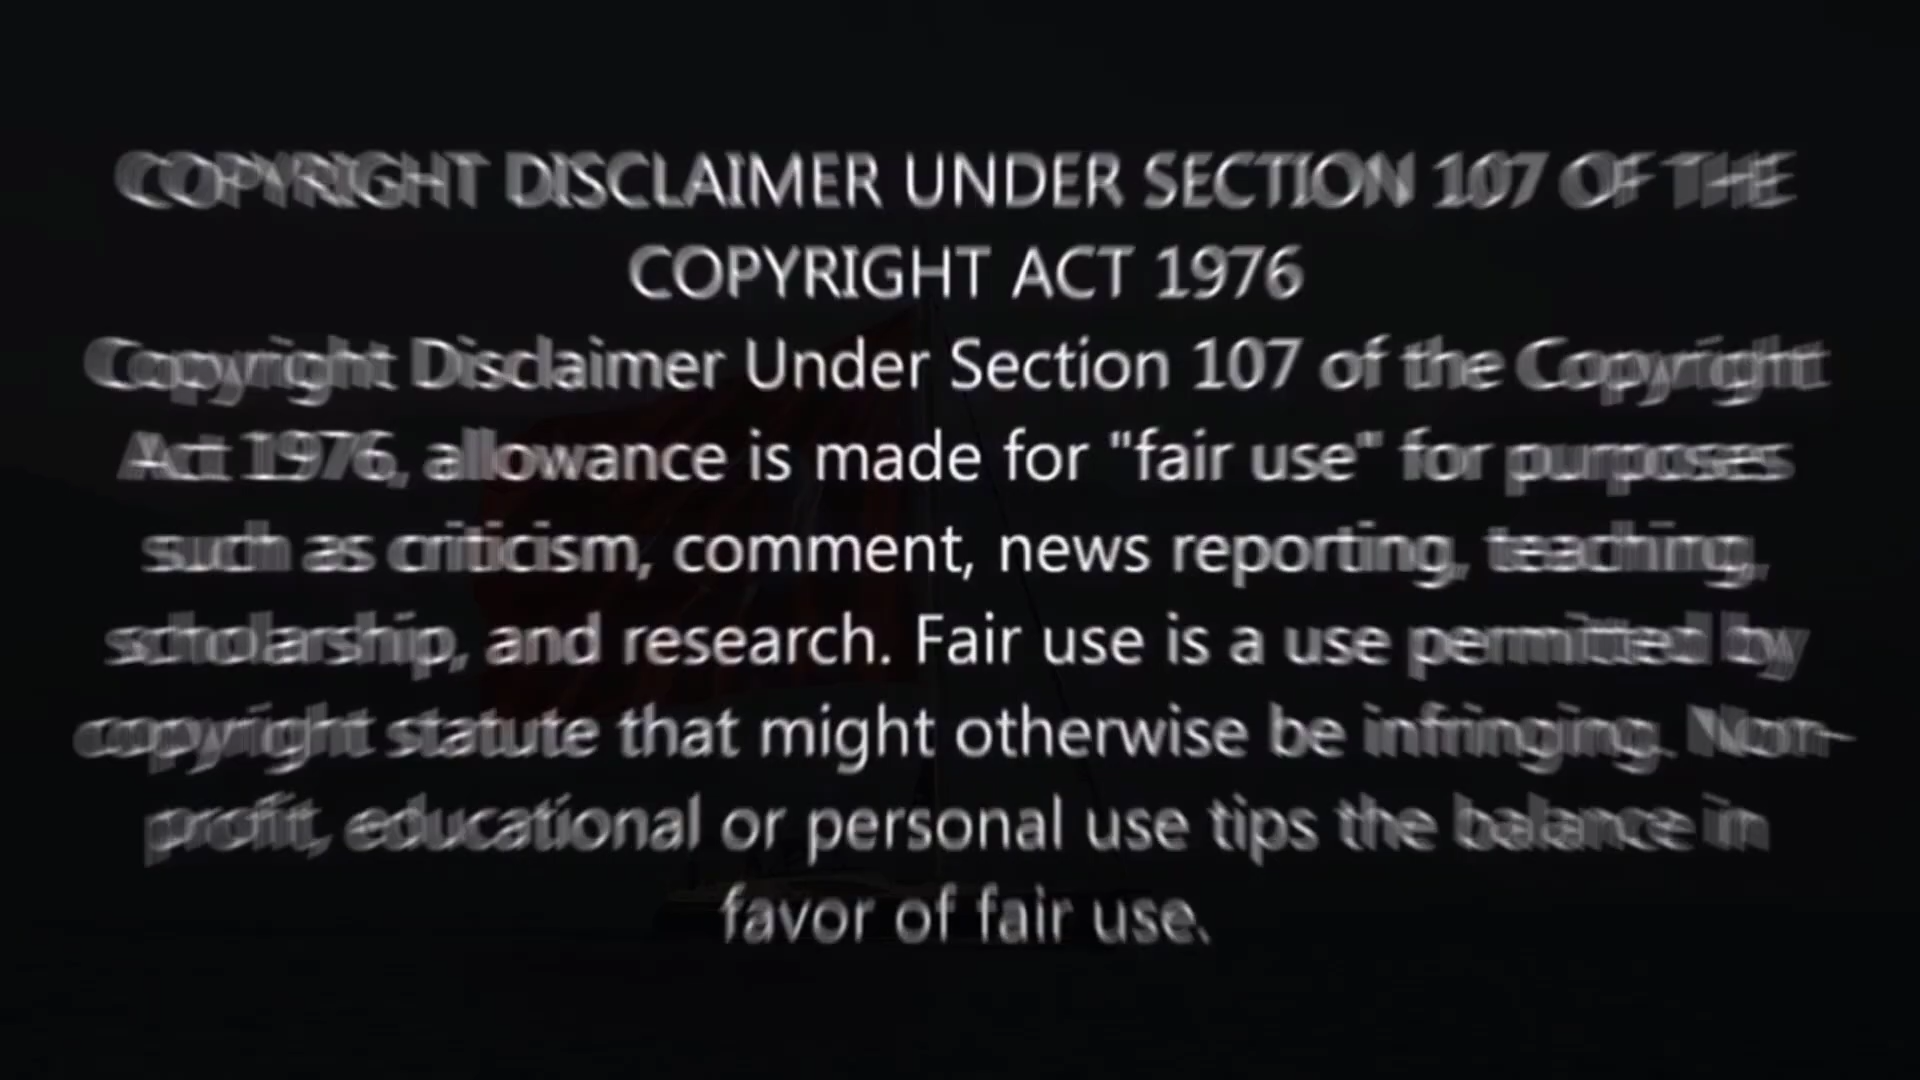 COPYRIGHT DISCLAIMER UNDER SECTION 107 OF THE
COPYRIGHT ACT 1976
Copyright Disclaimer Under Section 107 of the Copyright
Act 1976, allowance is made for "fair use" for purposes
such as criticism, comment, news reporting, teaching,
scholarship, and research. Fair use is a use permitted by
copyright statute that might otherwise be infringing. Non-
profit, educational or personal use tips the balance in
favor of fair use.